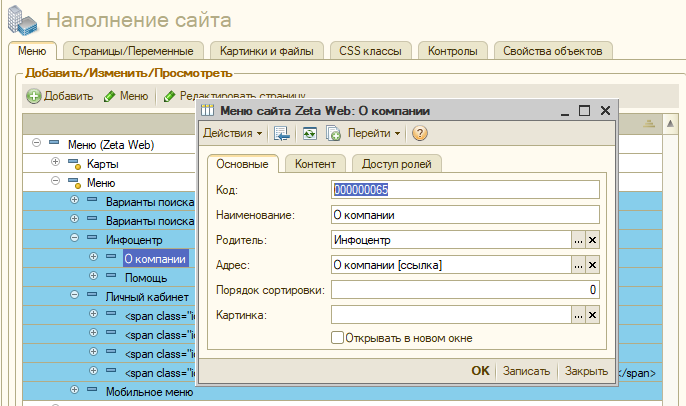 Наполнение сайта
Меню
Страницы/Переменные
Картинки и файлы
CSS классы
Контролы
Свойства объектов
Добавить/Изменить/Просмотреть
Добавить
Меню
Редактировать страницу
Меню (Zeta Web)
Карты
Меню
Варианты поиска
Варианты поиска
Инфоцентр
О компании
Помощь
Личный кабинет
<span class="i
<span class="i
<span class="i
<span class="i
</span>
Мобильное меню
Меню сайта Zeta Web: О компании
Действия
Перейти
Основные
Контент
Доступ ролей
Код: 000000065
Наименование: О компании
Родитель: Инфоцентр ...
Адрес: О компании [ссылка] ...
Порядок сортировки: 0
Картинка: ...
Открывать в новом окне
OK
Записать
Закрыть